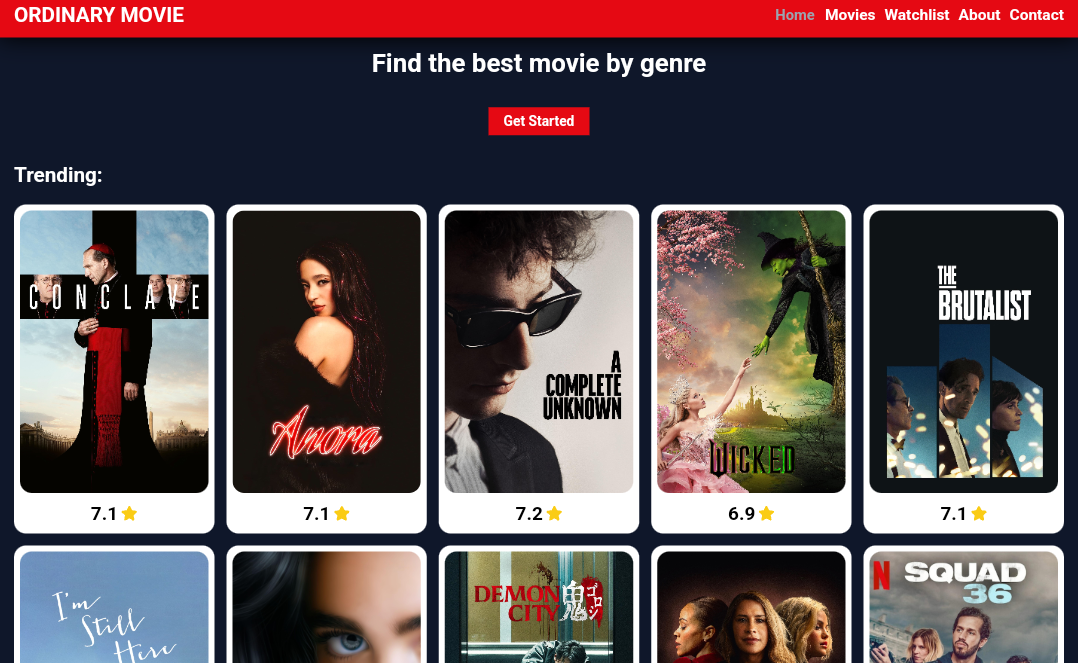 ORDINARY MOVIE
Home Movies Watchlist About Contact
Find the best movie by genre
Get Started
Trending:
CONCLAVE
Anora
A
COMPLETE
UNKNOWN
WICKED
THE
BRUTALIST
7.1
7.1
7.2
6.9
7.1
I'm
Still
Here
DEMON
CITY
鬼
ゴロシ
N
SQUAD
36